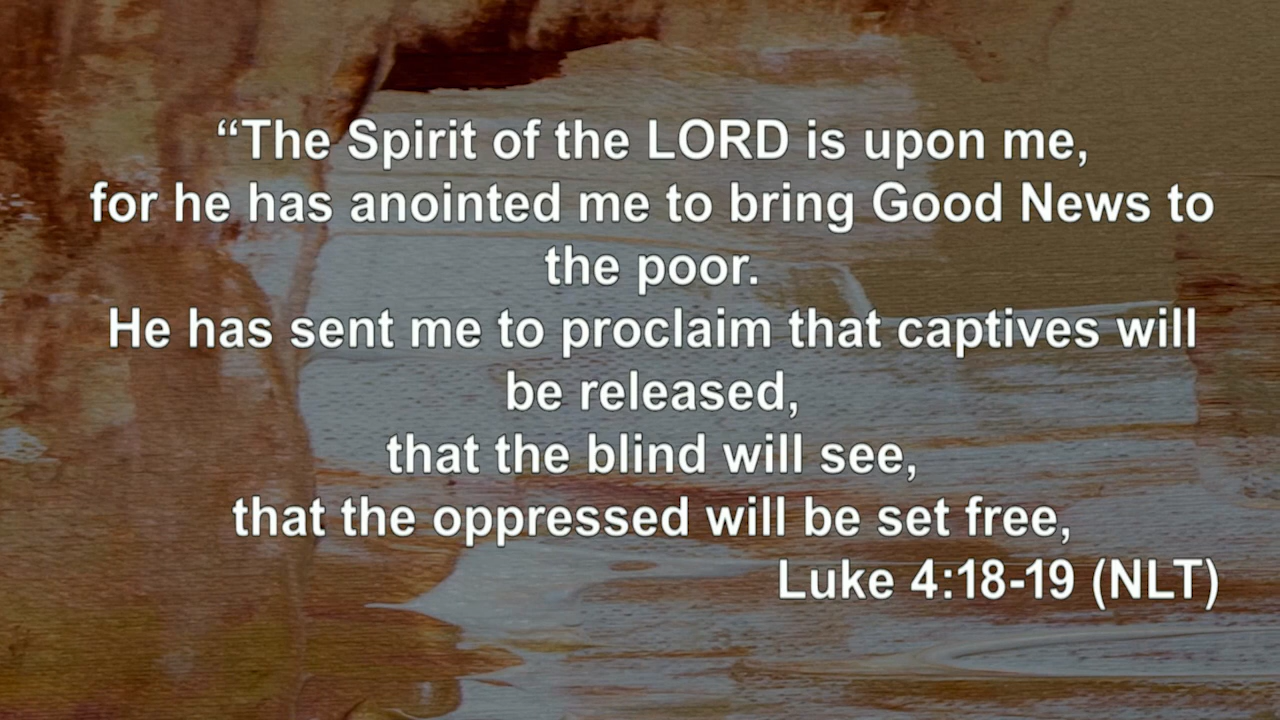 “The Spirit of the LORD is upon me,
for he has anointed me to bring Good News to
the poor.
He has sent me to proclaim that captives will
be released,
that the blind will see,
that the oppressed will be set free,
Luke 4:18-19 (NLT)